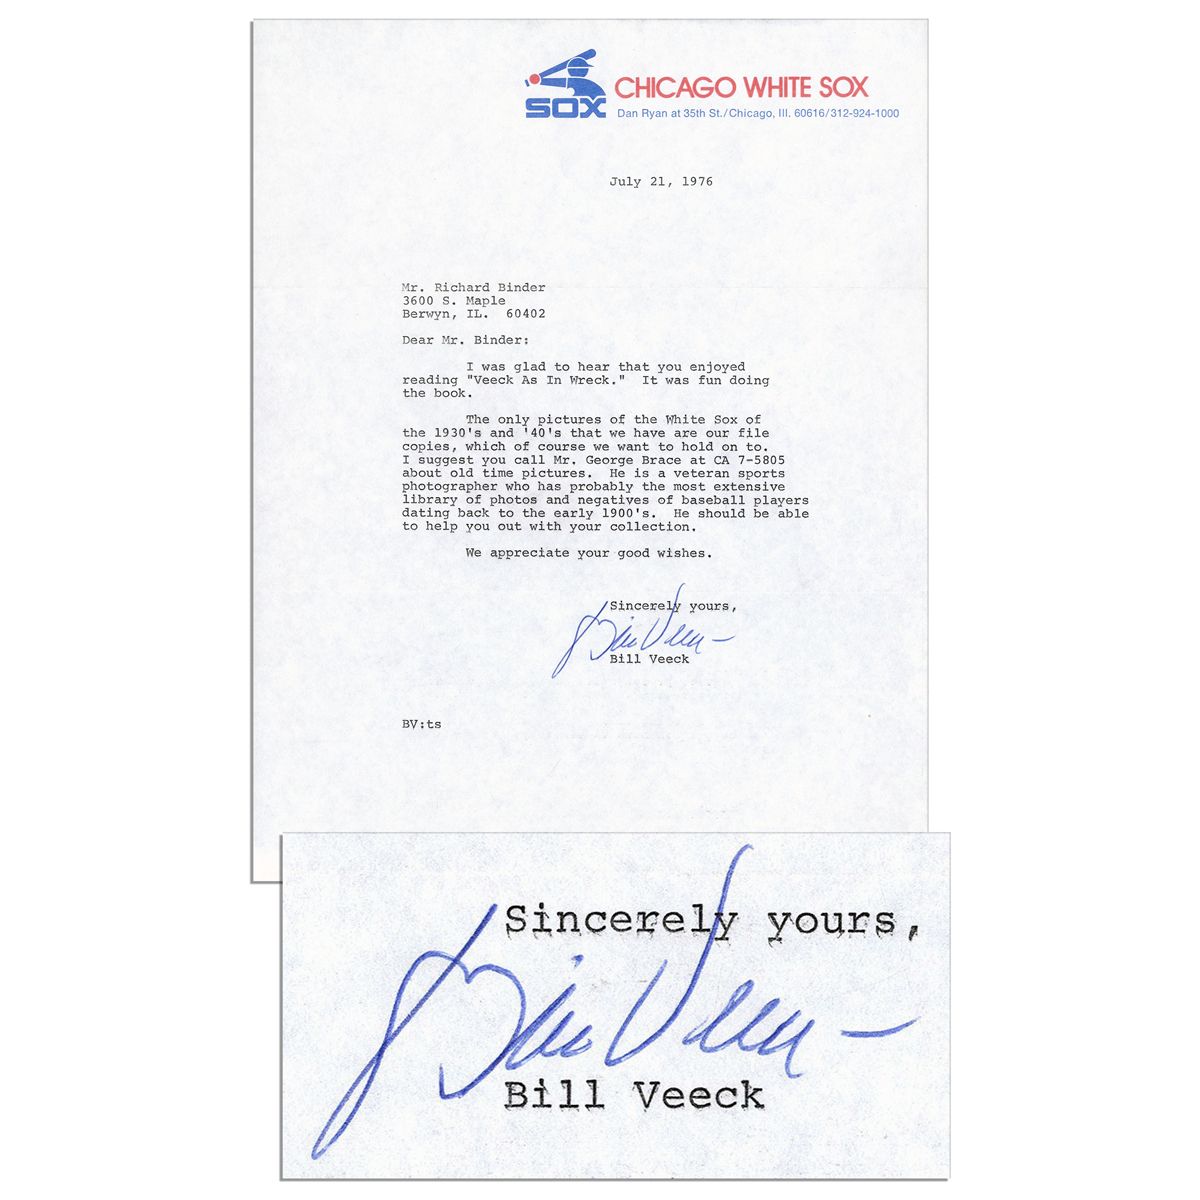 SOX
CHICAGO WHITE SOX
Dan Ryan at 35th St./Chicago, Ill. 60616/312-924-1000
July 21, 1976
Mr. Richard Binder
3600 S. Maple
Berwyn, IL.  60402
Dear Mr. Binder:
I was glad to hear that you enjoyed
reading "Veeck As In Wreck."  It was fun doing
the book.
The only pictures of the White Sox of
the 1930's and '40's that we have are our file
copies, which of course we want to hold on to.
I suggest you call Mr. George Brace at CA 7-5805
about old time pictures.  He is a veteran sports
photographer who has probably the most extensive
library of photos and negatives of baseball players
dating back to the early 1900's.  He should be able
to help you out with your collection.
We appreciate your good wishes.
Sincerely yours,
Bill Veeck
Bill Veeck
BV:ts
Sincerely yours,
Bill Veeck
Bill Veeck